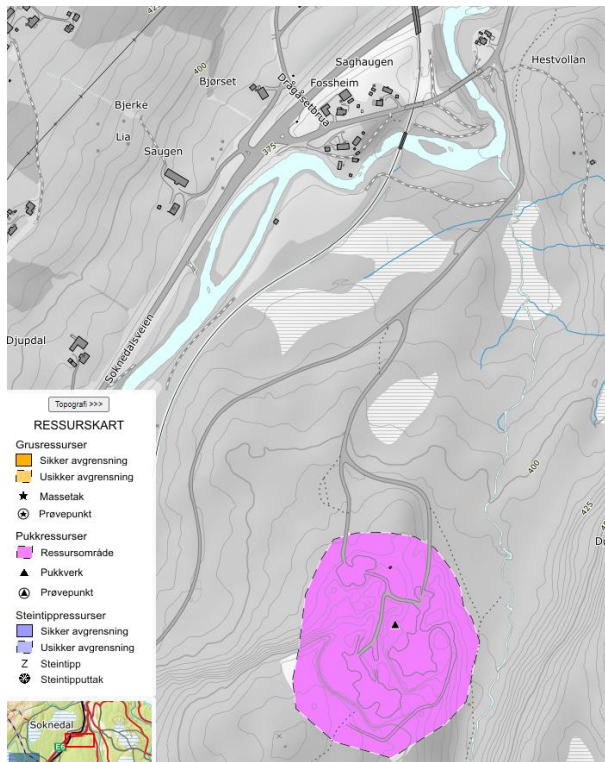 425
Saghaugen
Hestvollan
400
Bjørset
Fossheim
Drågåsetbrua
Bjerke
Lia
Saugen
375
Djupdal
Soknedalsveien
Topografi >>>
RESSURSKART
Grusressurser
Sikker avgrensning
Usikker avgrensning
Massetak
Prøvepunkt
Pukkressurser
Ressursområde
Pukkverk
Prøvepunkt
Steintippressurser
Sikker avgrensning
Usikker avgrensning
Z Steintipp
Steintipputtak
400
425
Soknedal
E6